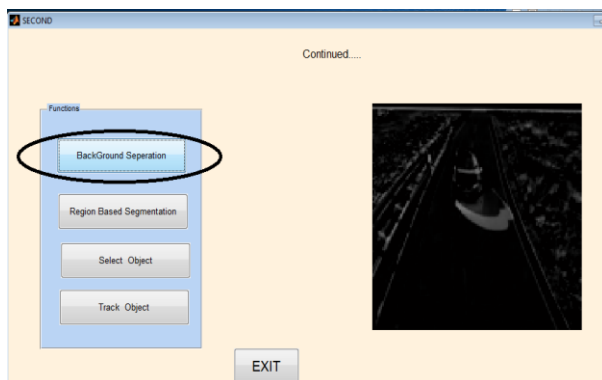 SECOND
Continued.....
Functions
BackGround Seperation
Region Based Segmentation
Select Object
Track Object
EXIT